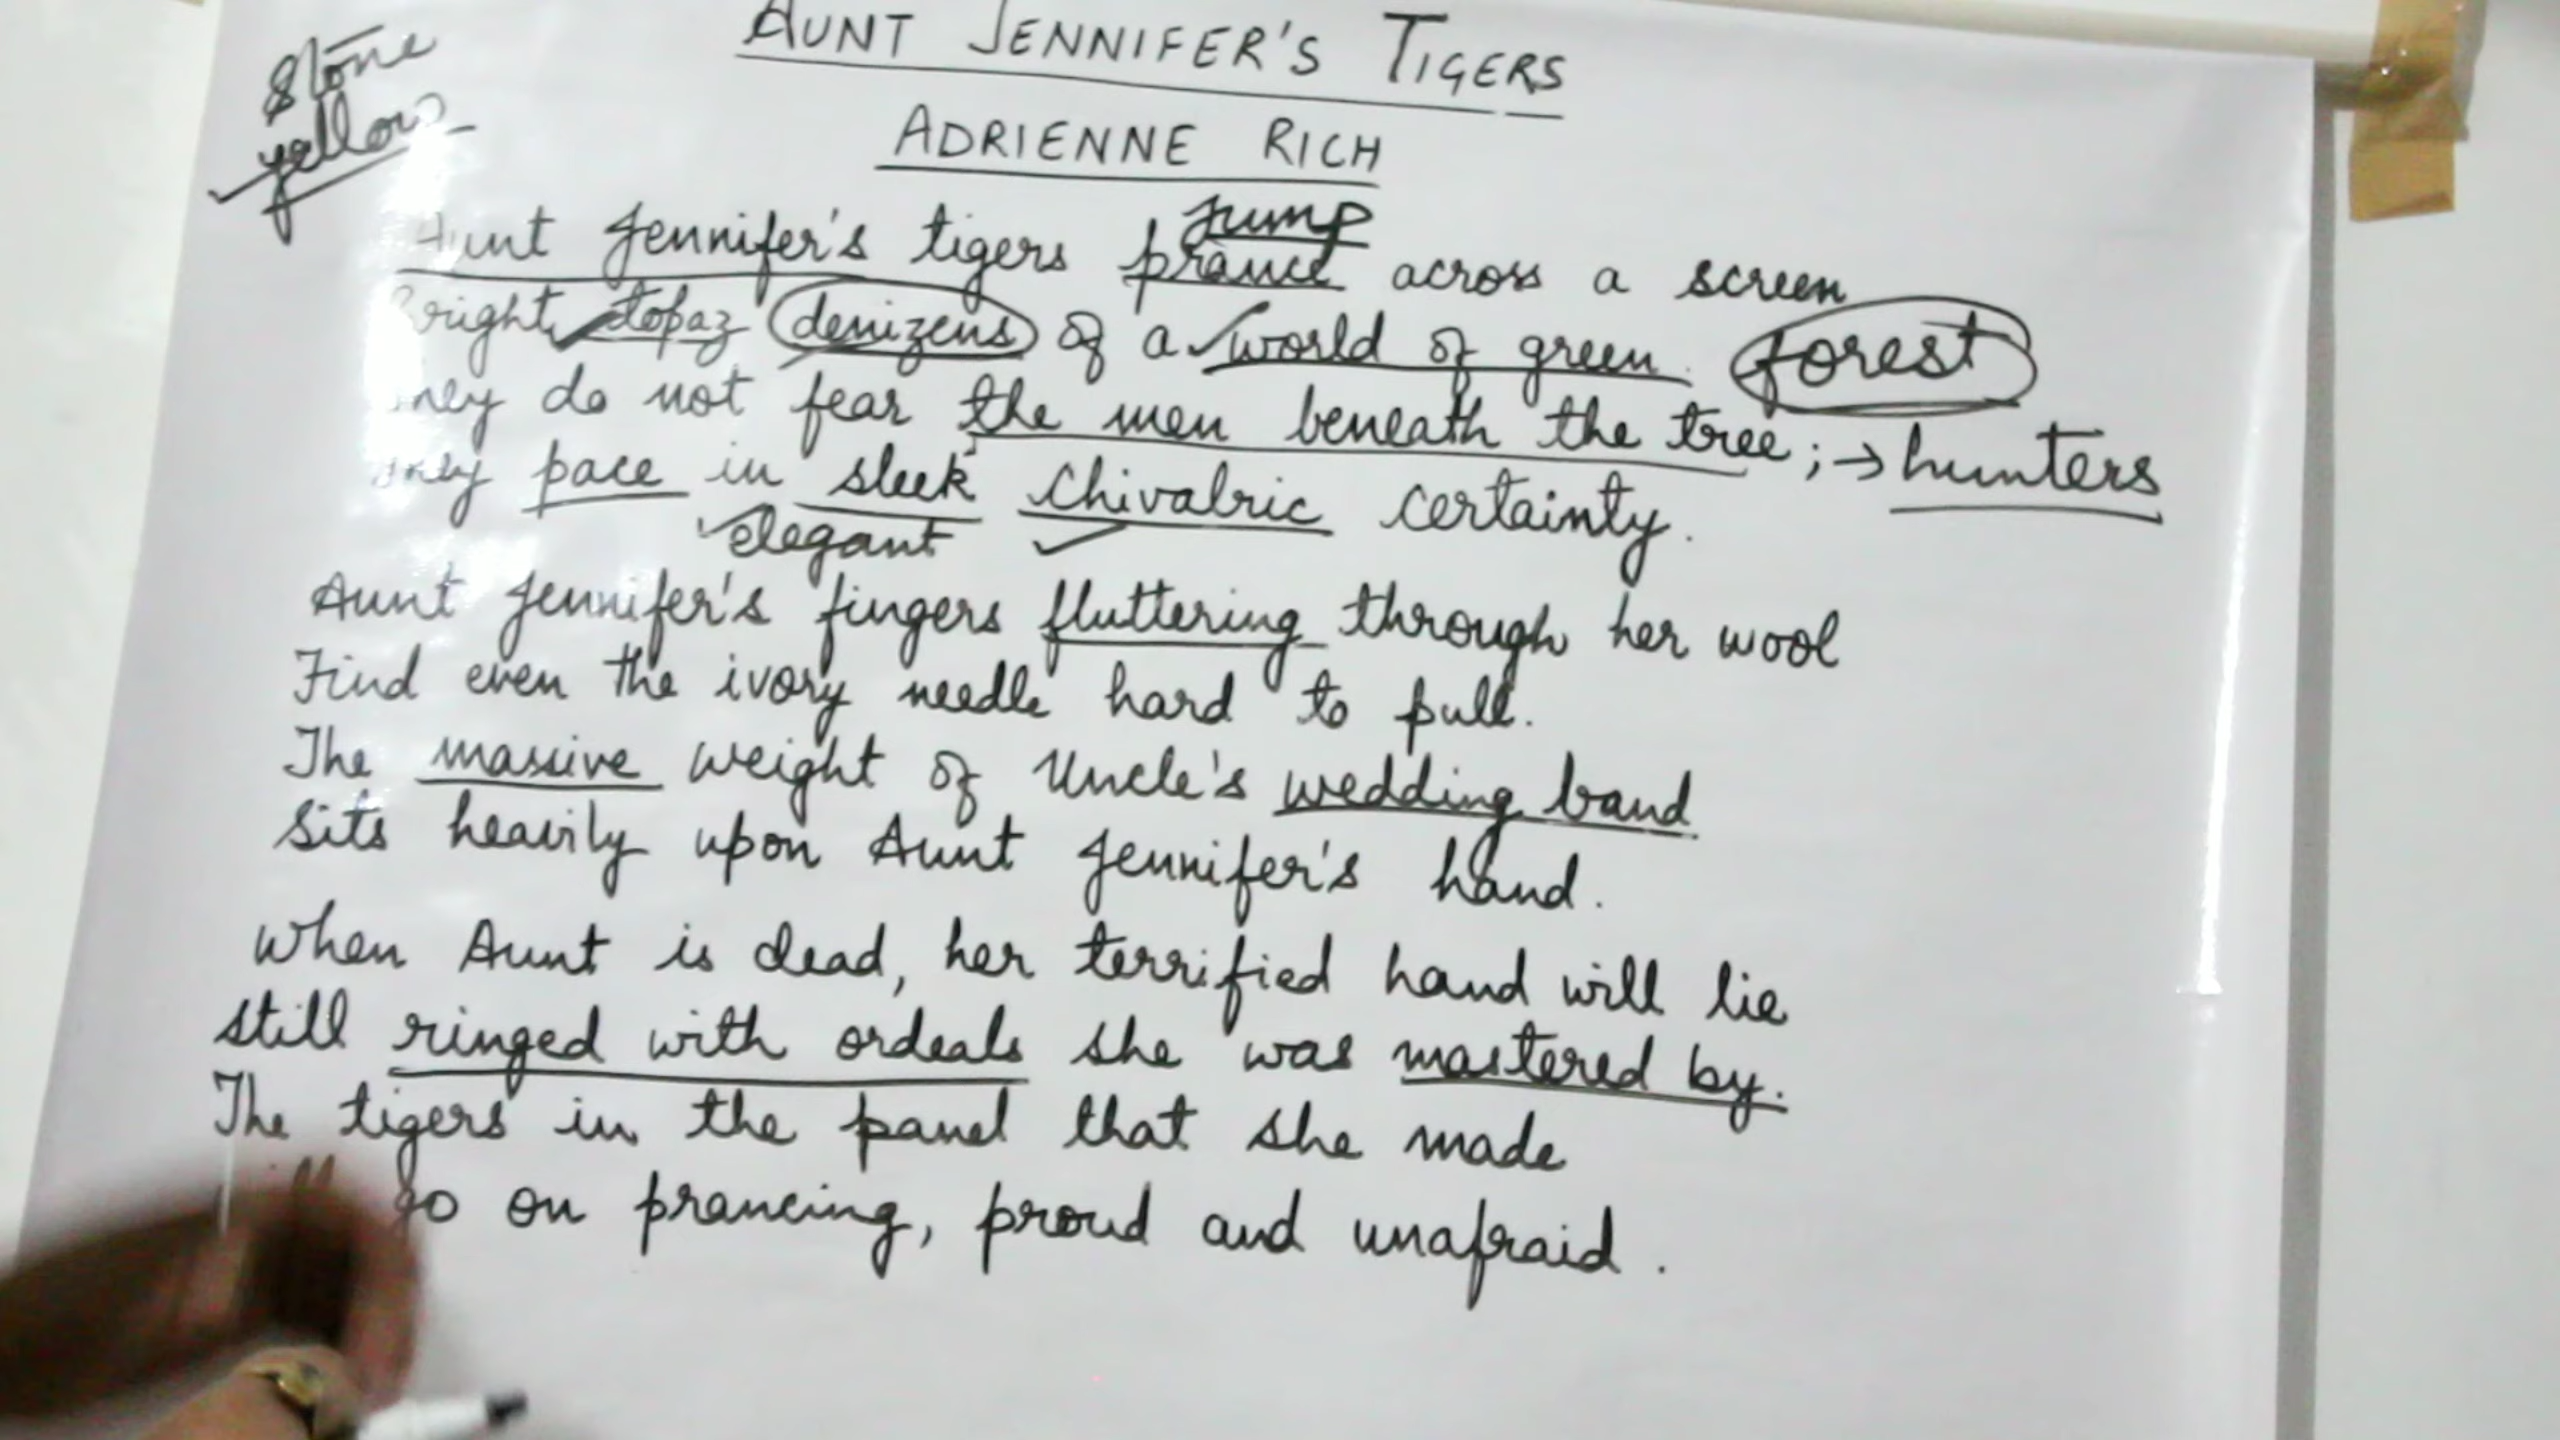 AUNT JENNIFER'S TIGERS
stone
yellow
ADRIENNE RICH
jump
Aunt Jennifer's tigers prance across a screen
Bright topaz denizens of a world of green. forest
They do not fear the men beneath the tree; → hunters
They pace in sleek chivalric certainty.
elegant
Aunt Jennifer's fingers fluttering through her wool
Find even the ivory needle hard to pull.
The massive weight of Uncle's wedding band
Sits heavily upon Aunt Jennifer's hand.
When Aunt is dead, her terrified hand will lie
still ringed with ordeals she was mastered by.
The tigers in the panel that she made
go on prancing, proud and unafraid.